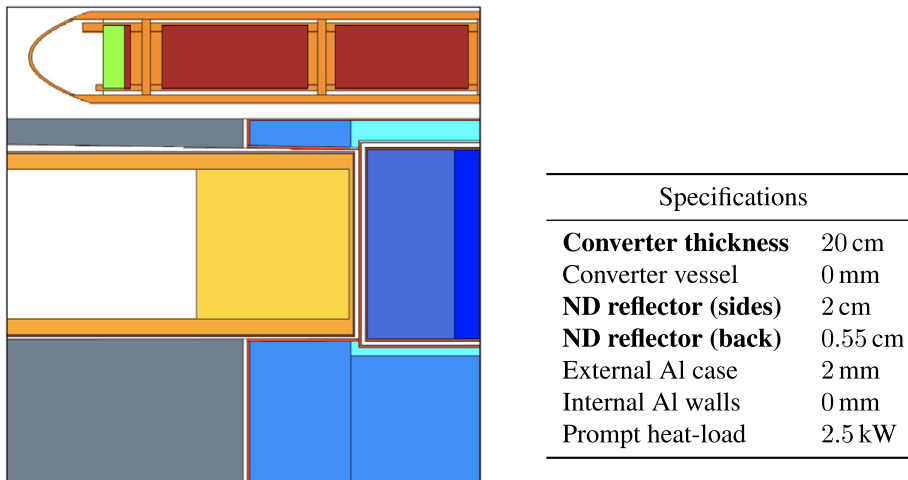 Specifications
Converter thickness 20 cm
Converter vessel 0 mm
ND reflector (sides) 2 cm
ND reflector (back) 0.55 cm
External Al case 2 mm
Internal Al walls 0 mm
Prompt heat-load 2.5 kW